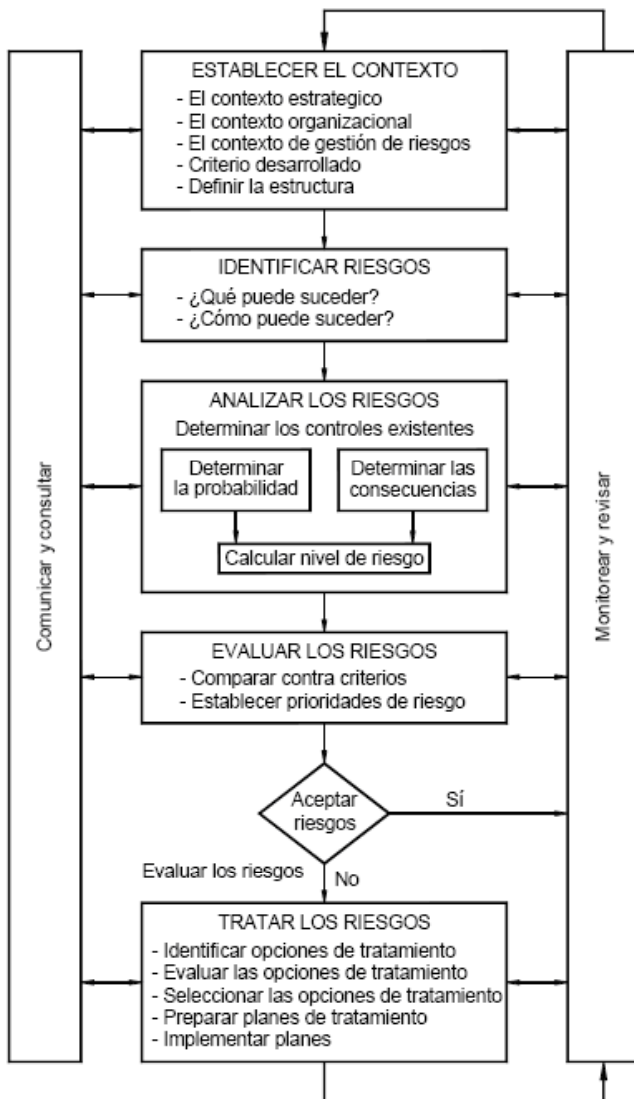 ESTABLECER EL CONTEXTO
- El contexto estrategico
- El contexto organizacional
- El contexto de gestión de riesgos
- Criterio desarrollado
- Definir la estructura
IDENTIFICAR RIESGOS
- ¿Qué puede suceder?
- ¿Cómo puede suceder?
ANALIZAR LOS RIESGOS
Determinar los controles existentes
Determinar
la probabilidad
Determinar las
consecuencias
Calcular nivel de riesgo
Comunicar y consultar
Monitorear y revisar
EVALUAR LOS RIESGOS
- Comparar contra criterios
- Establecer prioridades de riesgo
Aceptar
riesgos
Sí
Evaluar los riesgos
No
TRATAR LOS RIESGOS
- Identificar opciones de tratamiento
- Evaluar las opciones de tratamiento
- Seleccionar las opciones de tratamiento
- Preparar planes de tratamiento
- Implementar planes